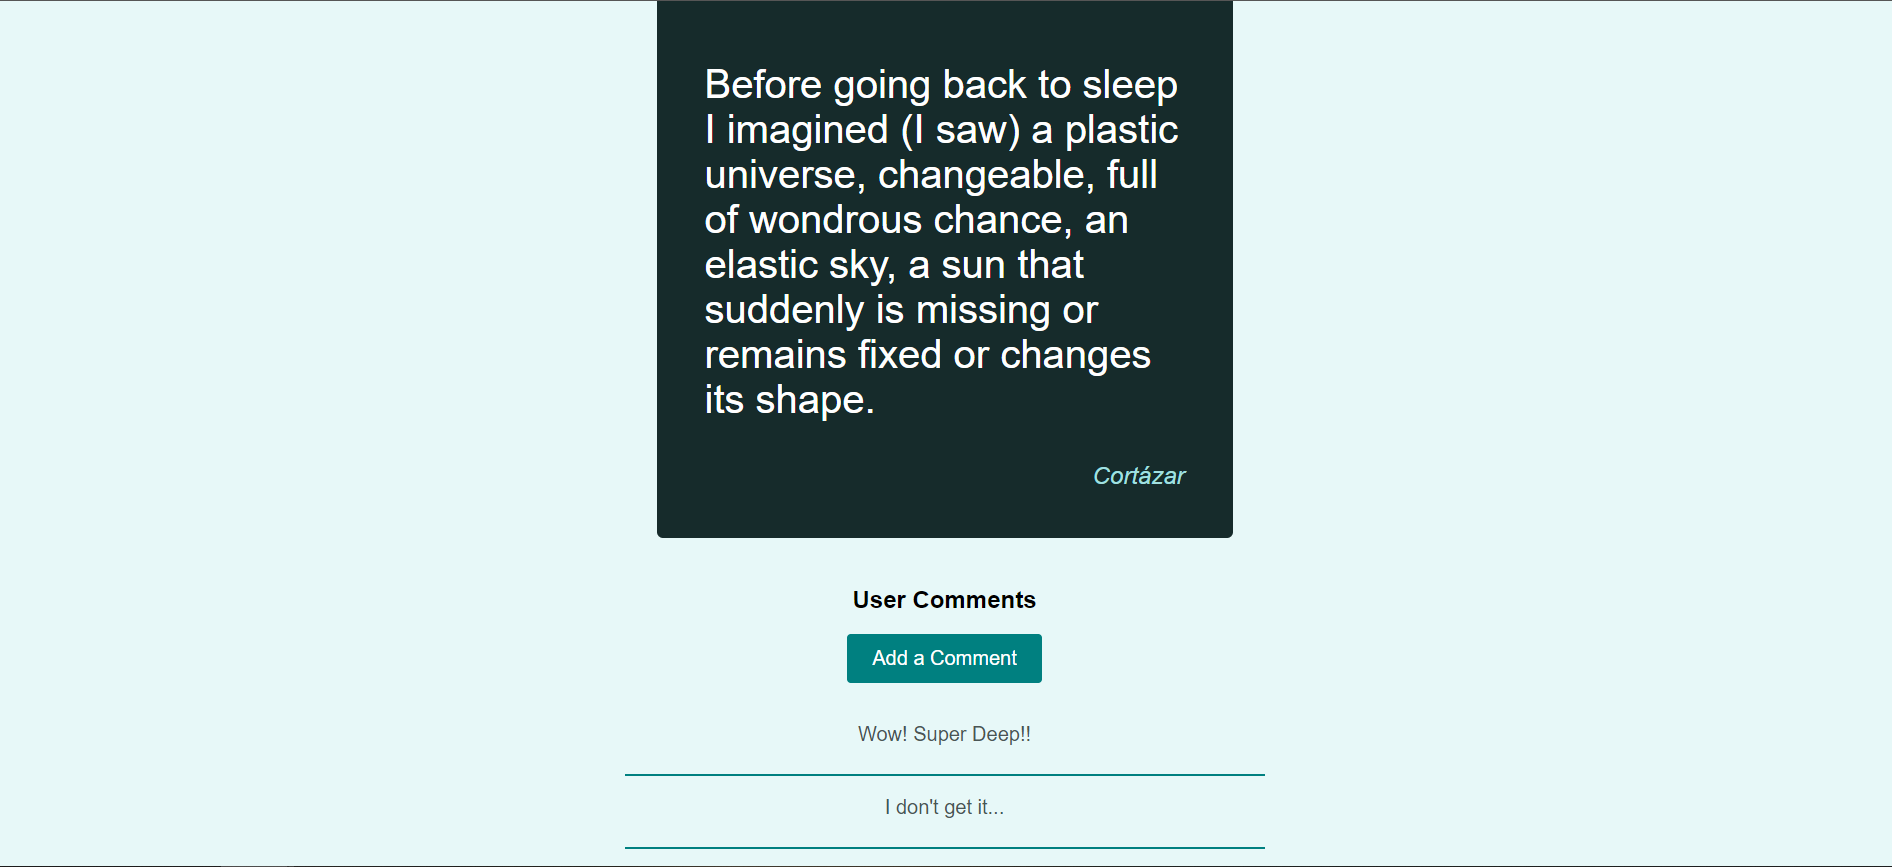 Before going back to sleep
I imagined (I saw) a plastic
universe, changeable, full
of wondrous chance, an
elastic sky, a sun that
suddenly is missing or
remains fixed or changes
its shape.
Cortázar
User Comments
Add a Comment
Wow! Super Deep!!
I don't get it...